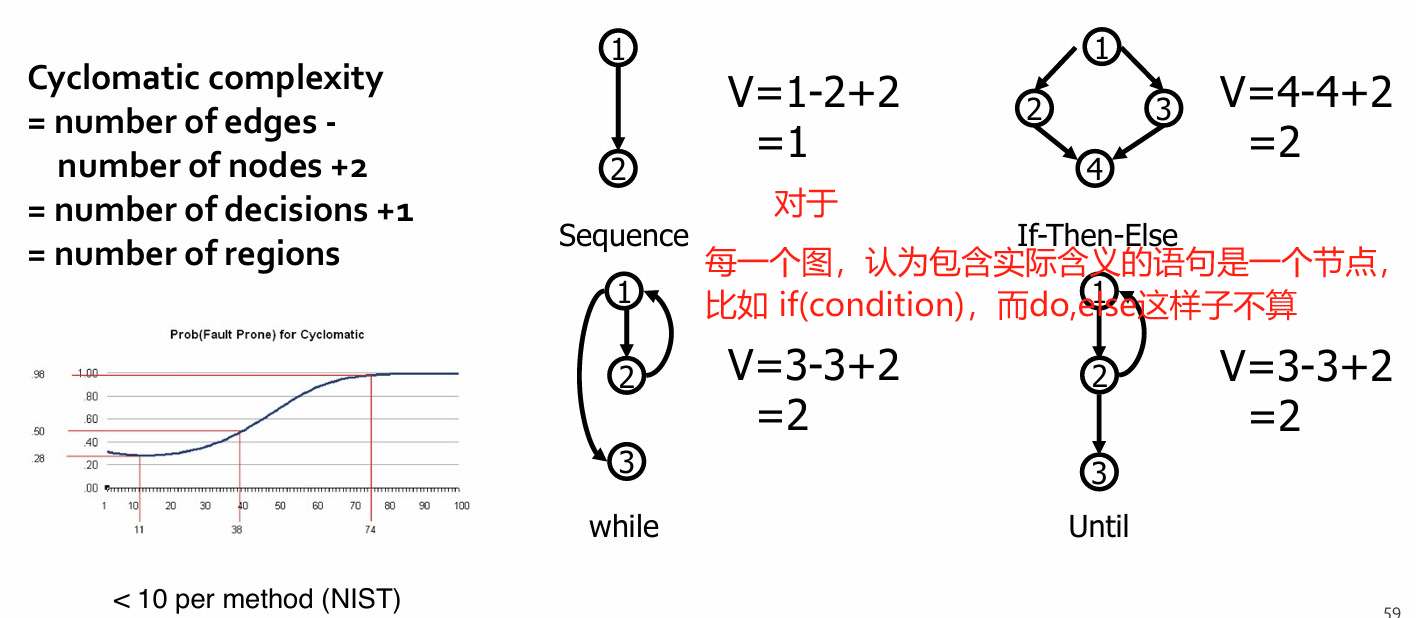 Cyclomatic complexity
= number of edges -
number of nodes +2
= number of decisions +1
= number of regions
Prob(Fault Prone) for Cyclomatic
.98
.50
.28
1.00
.80
.60
.40
.20
.00
1 10 20 30 40 50 60 70 80 90 100
11 38 74
< 10 per method (NIST)
1
2
V=1-2+2
=1
Sequence
1
2 3
4
V=4-4+2
=2
If-Then-Else
对于
每一个图，认为包含实际含义的语句是一个节点，
比如 if(condition)，而do,else这样子不算
1
2
3
V=3-3+2
=2
while
1
2
3
V=3-3+2
=2
Until
59